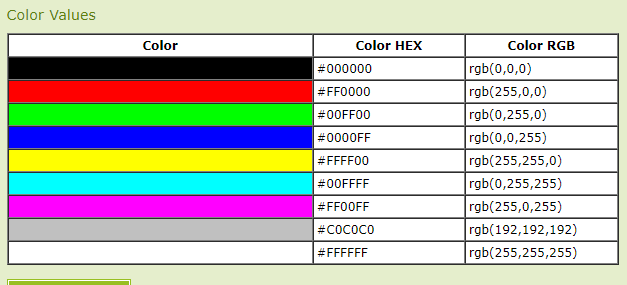 Color Values
Color Color HEX Color RGB
#000000 rgb(0,0,0)
#FF0000 rgb(255,0,0)
#00FF00 rgb(0,255,0)
#0000FF rgb(0,0,255)
#FFFF00 rgb(255,255,0)
#00FFFF rgb(0,255,255)
#FF00FF rgb(255,0,255)
#C0C0C0 rgb(192,192,192)
#FFFFFF rgb(255,255,255)